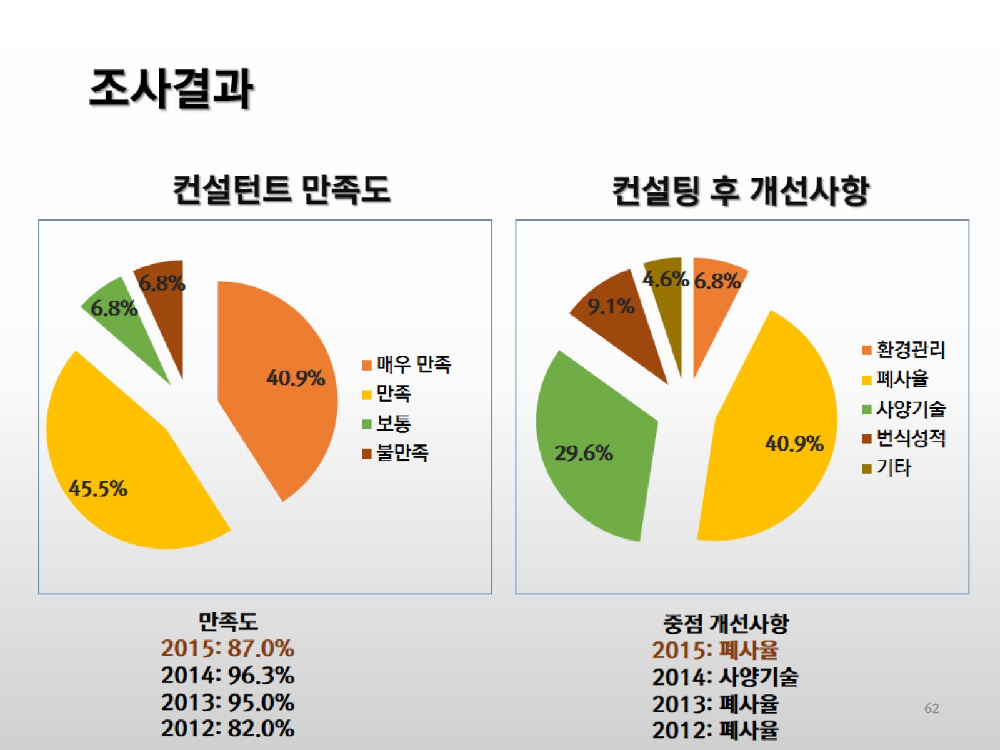 조사결과
컨설턴트 만족도
6.8%
6.8%
40.9%
45.5%
매우 만족
만족
보통
불만족
만족도
2015: 87.0%
2014: 96.3%
2013: 95.0%
2012: 82.0%
컨설팅 후 개선사항
4.6%
6.8%
9.1%
29.6%
40.9%
환경관리
폐사율
사양기술
번식성적
기타
중점 개선사항
2015: 폐사율
2014: 사양기술
2013: 폐사율
2012: 폐사율
62